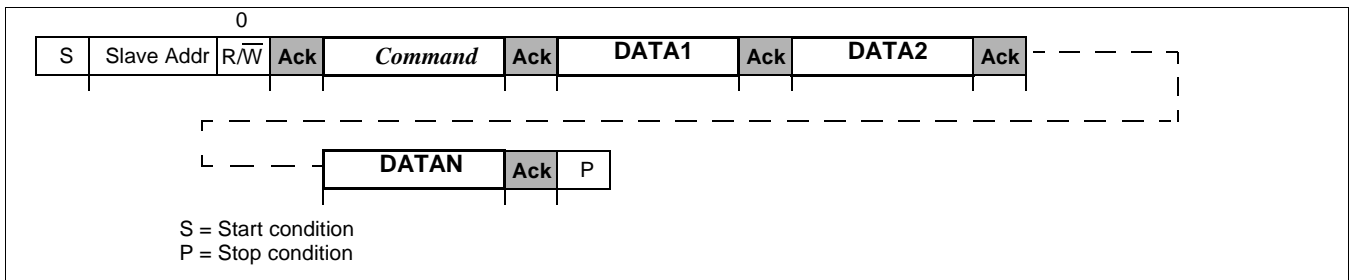 0
S Slave Addr R/W̅ Ack Command Ack DATA1 Ack DATA2 Ack
DATAN Ack P
S = Start condition
P = Stop condition